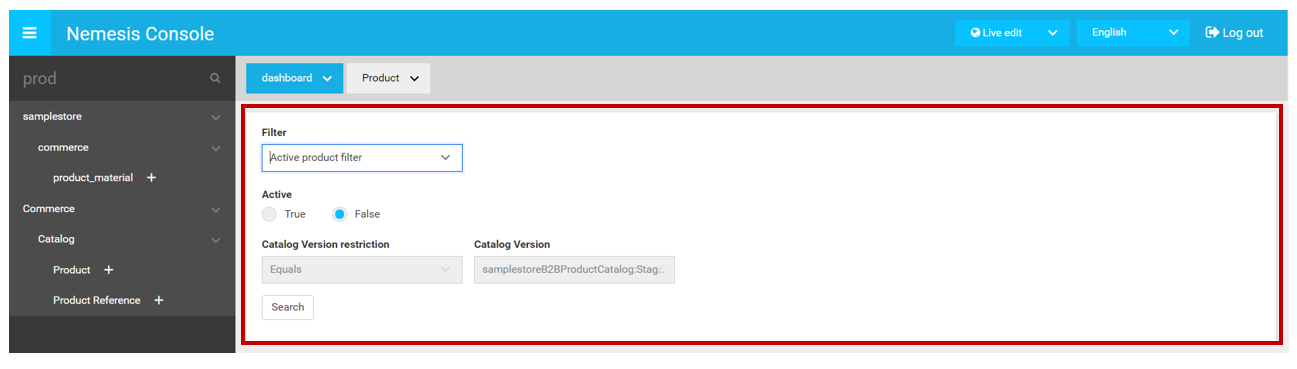 Nemesis Console
Live edit
English
Log out
prod
dashboard
Product
samplestore
commerce
product_material +
Commerce
Catalog
Product +
Product Reference +
Filter
Active product filter
Active
True False
Catalog Version restriction Catalog Version
Equals samplestoreB2BProductCatalog:Stag...
Search